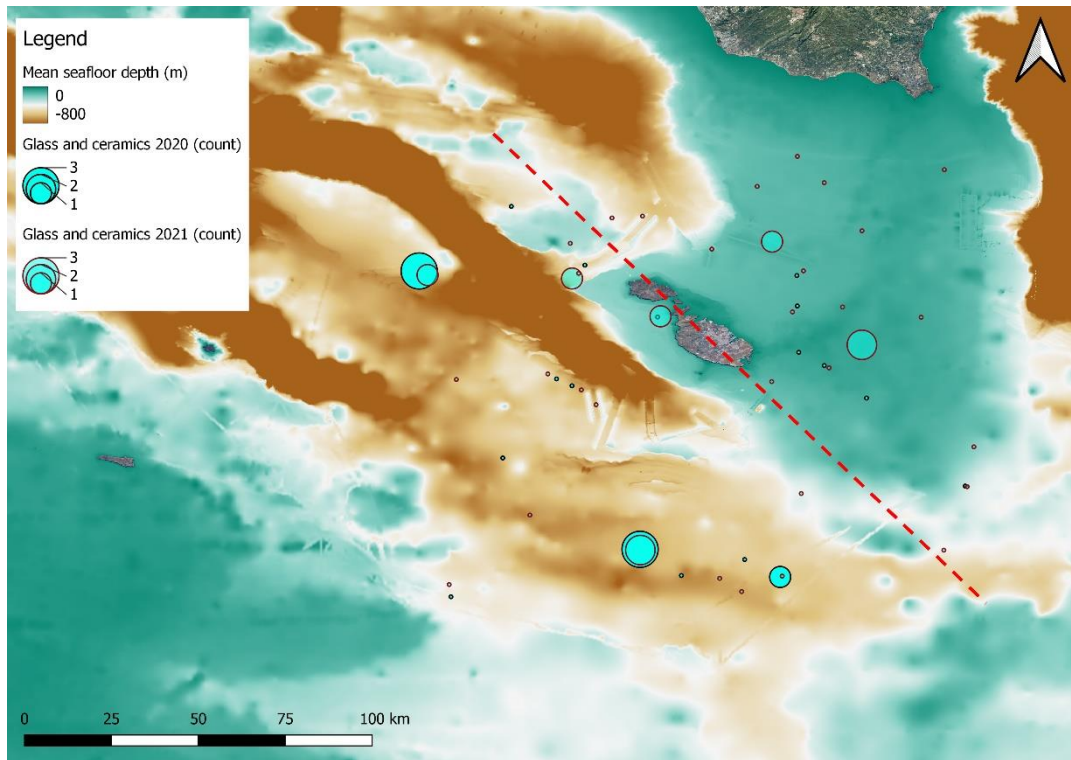 Legend
Mean seafloor depth (m)
0
-800
Glass and ceramics 2020 (count)
3
2
1
Glass and ceramics 2021 (count)
3
2
1
0 25 50 75 100 km